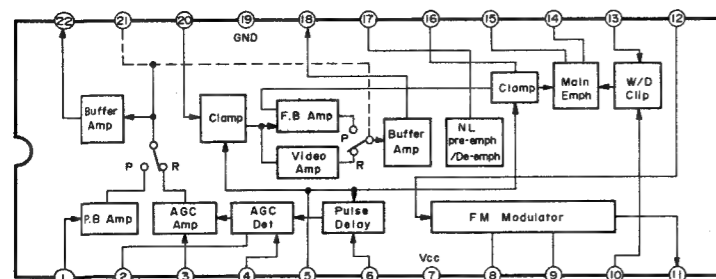 22 21 20 19 18 17 16 15 14 13 12
GND
Buffer
Amp
Clamp
F.B Amp
P
Video
Amp
R
Buffer
Amp
NL
pre-emph
/De-emph
Clamp
Main
Emph
W/D
Clip
P
R
P.B Amp
AGC
Amp
AGC
Det
Pulse
Delay
FM Modulator
Vcc
1 2 3 4 5 6 7 8 9 10 11